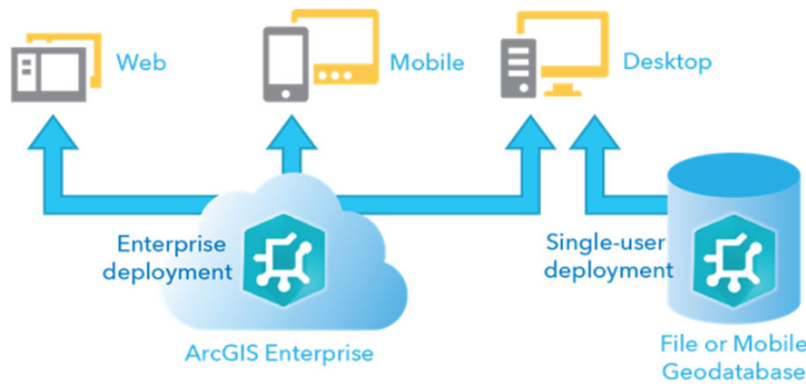 Web
Mobile
Desktop
Enterprise
deployment
Single-user
deployment
ArcGIS Enterprise
File or Mobile
Geodatabase